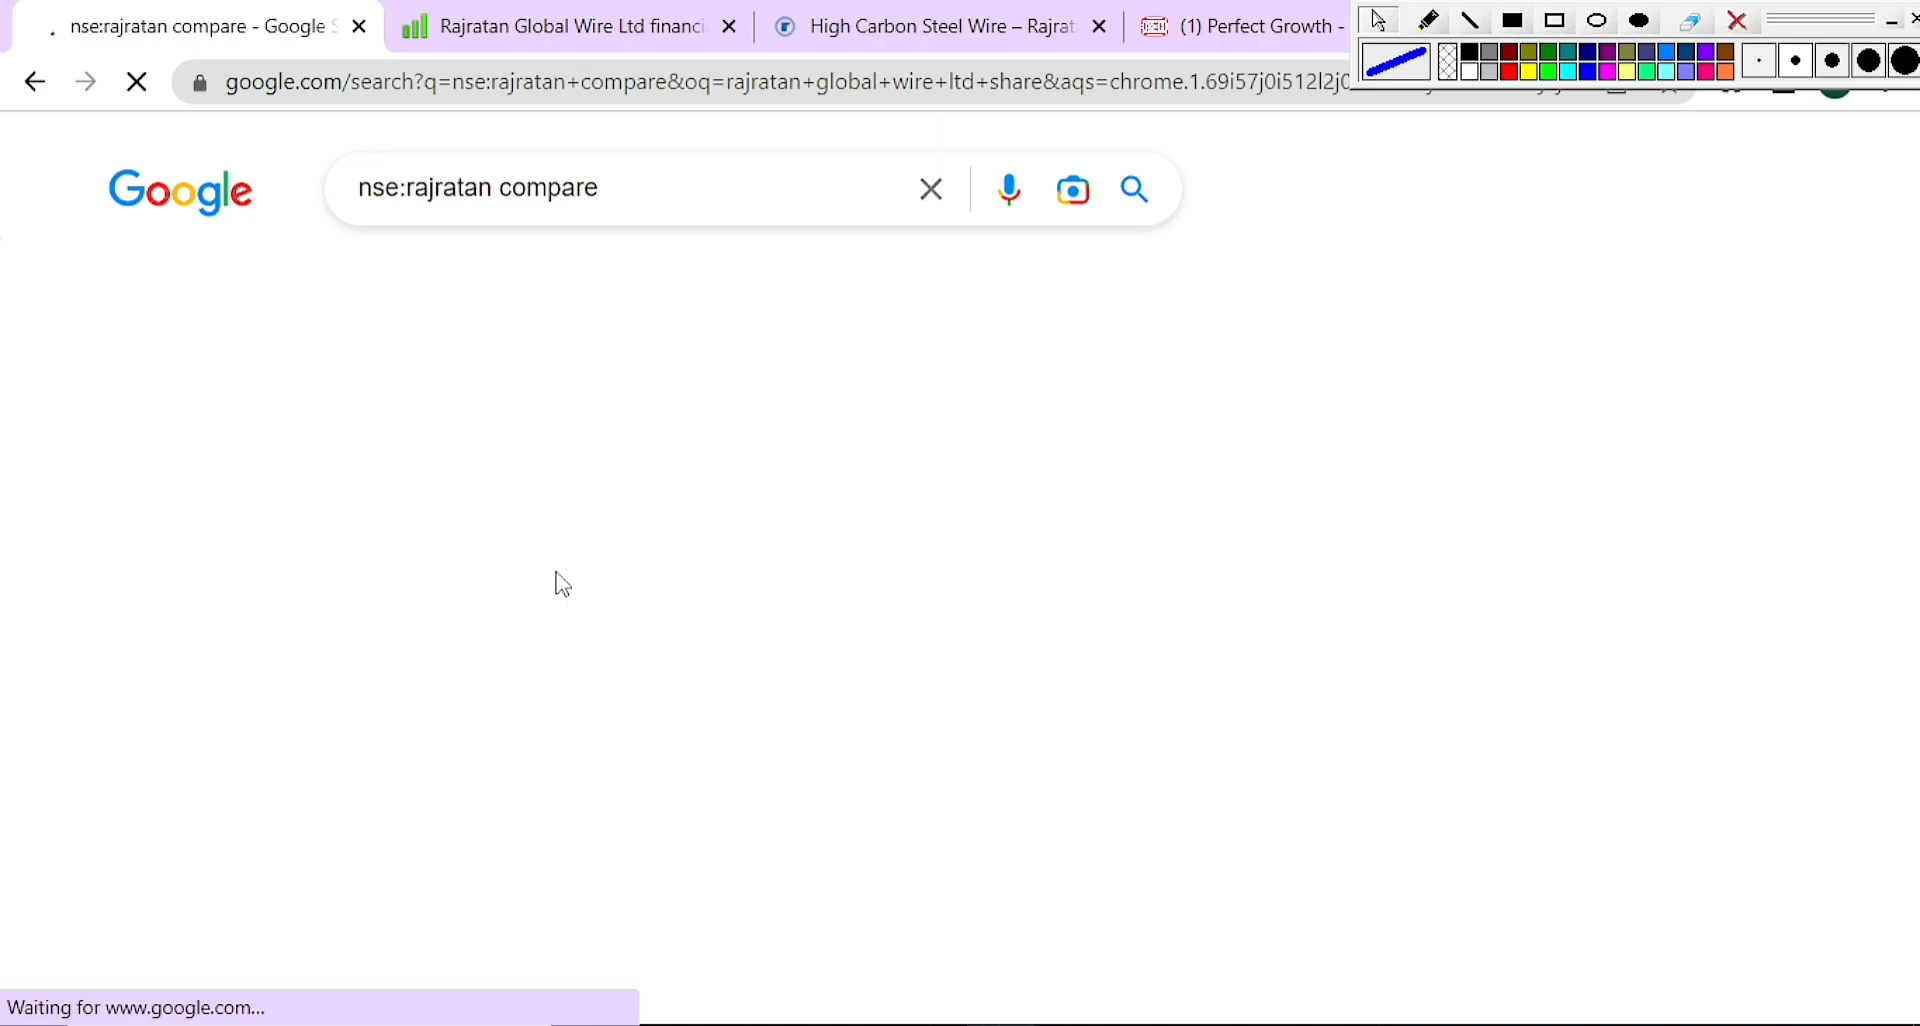 nse:rajratan compare - Google S
Rajratan Global Wire Ltd financi
High Carbon Steel Wire – Rajrat
(1) Perfect Growth -
google.com/search?q=nse:rajratan+compare&oq=rajratan+global+wire+ltd+share&aqs=chrome.1.69i57j0i512l2j0
Google
nse:rajratan compare
Waiting for www.google.com...